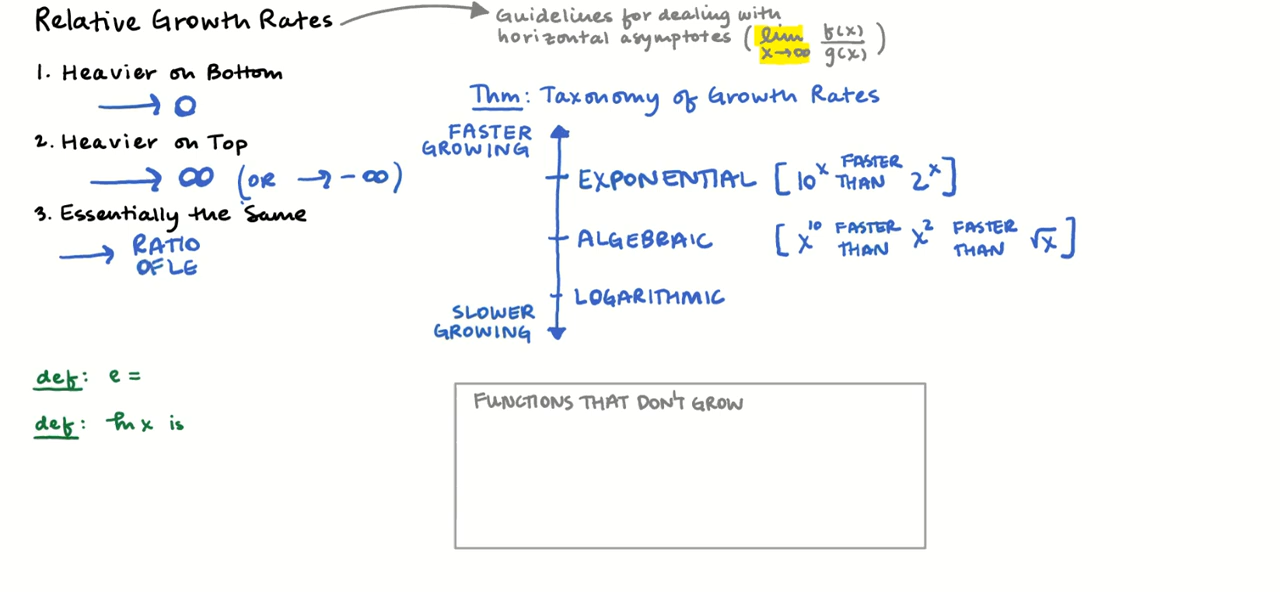 Relative Growth Rates
Guidelines for dealing with
horizontal asymptotes ( lim x→∞ f(x)/g(x) )
1. Heavier on Bottom
→ 0
2. Heavier on Top
→ ∞ (OR → -∞)
3. Essentially the Same
→ RATIO
OF LE
Thm: Taxonomy of Growth Rates
FASTER
GROWING
EXPONENTIAL [10^x FASTER THAN 2^x]
ALGEBRAIC [x^10 FASTER THAN x^2 FASTER THAN √x]
LOGARITHMIC
SLOWER
GROWING
def: e =
def: ln x is
FUNCTIONS THAT DON'T GROW